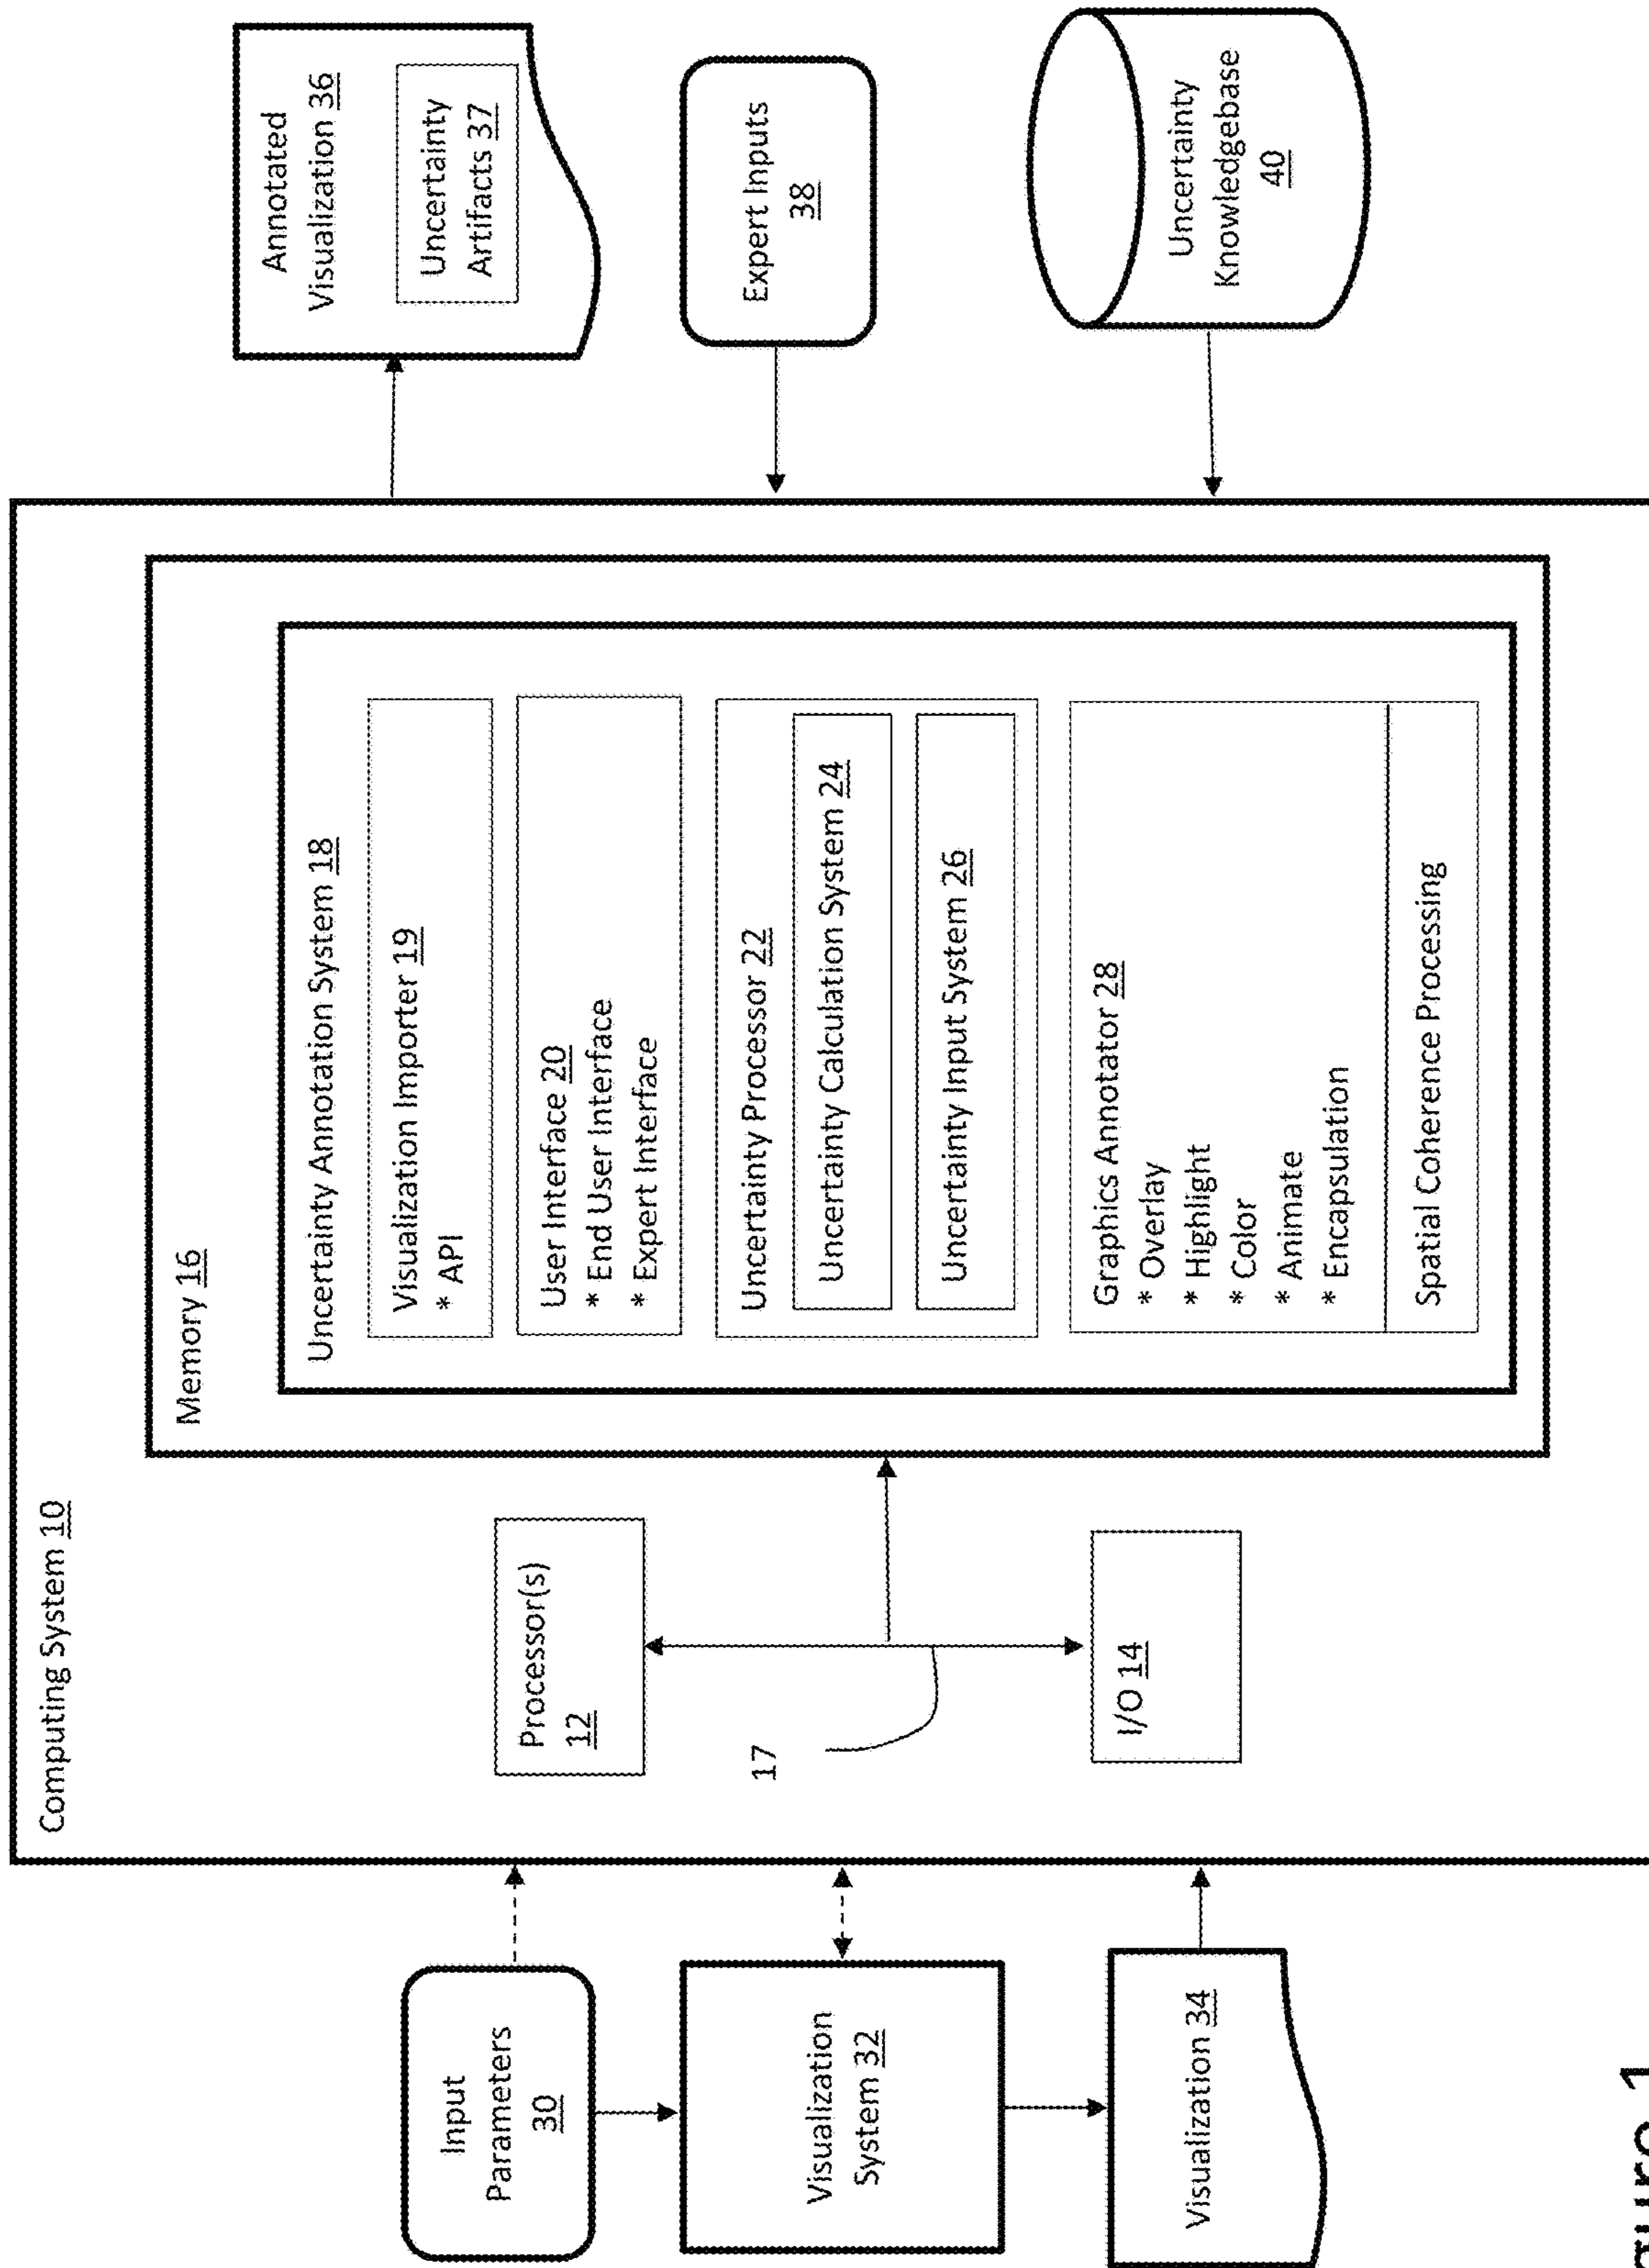 Computing System 10
Memory 16
Uncertainty Annotation System 18
Visualization Importer 19
* API
User Interface 20
* End User Interface
* Expert Interface
Uncertainty Processor 22
Uncertainty Calculation System 24
Uncertainty Input System 26
Graphics Annotator 28
* Overlay
* Highlight
* Color
* Animate
* Encapsulation
Spatial Coherence Processing
Processor(s)
12
17
I/O 14
Input
Parameters
30
Visualization
System 32
Visualization 34
Annotated
Visualization 36
Uncertainty
Artifacts 37
Expert Inputs
38
Uncertainty
Knowledgebase
40